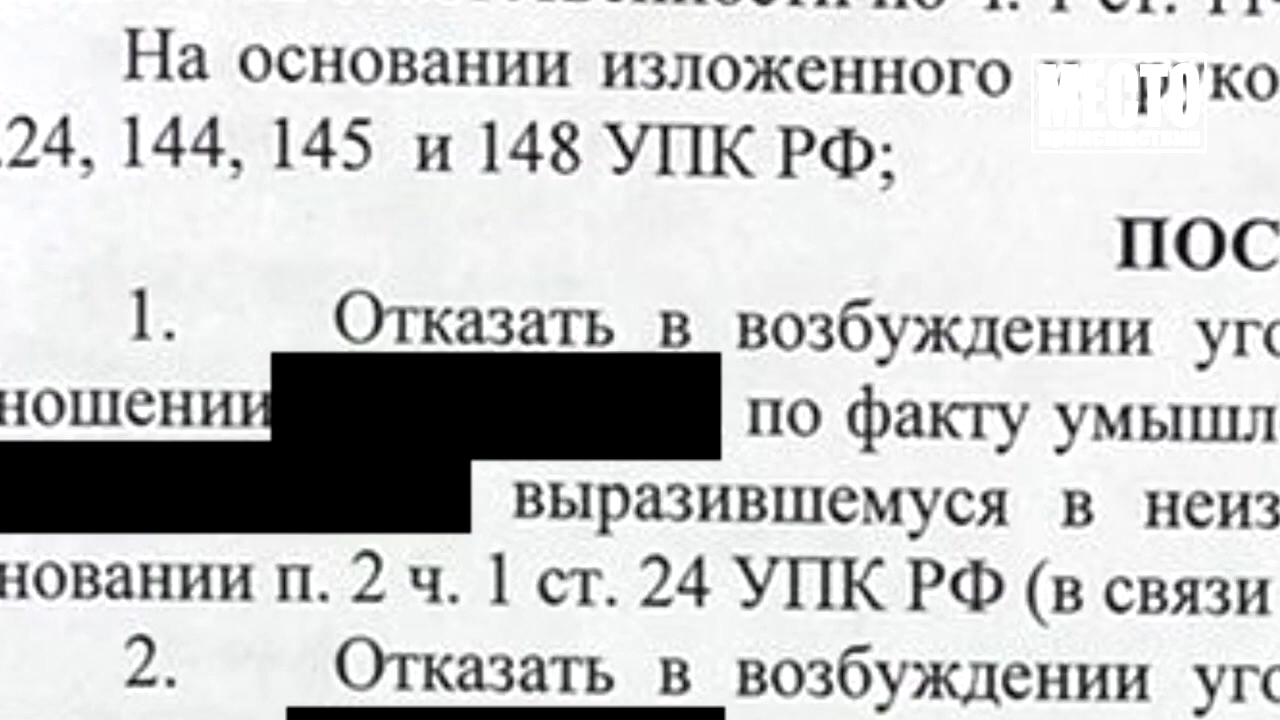 На основании изложенного
24, 144, 145 и 148 УПК РФ;
МЕСТО
ПОС
1. Отказать в возбуждении уго
ношении по факту умышл
выразившемуся в неиз
новании п. 2 ч. 1 ст. 24 УПК РФ (в связи
2. Отказать в возбуждении уго